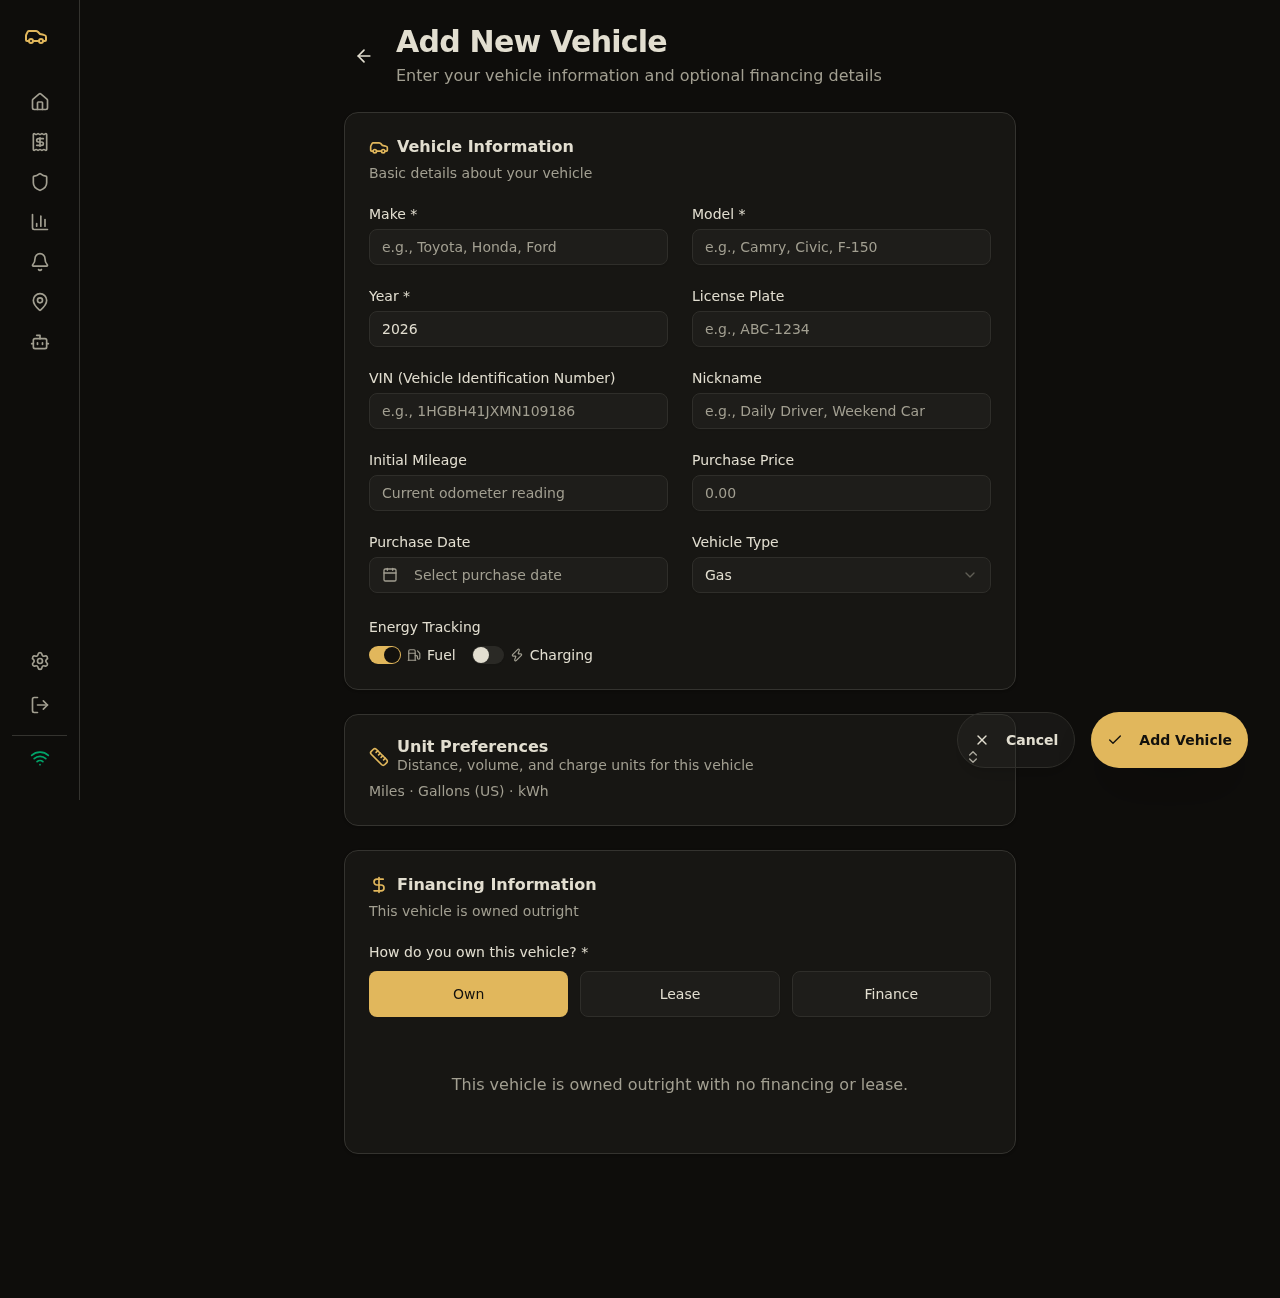 Add New Vehicle
Enter your vehicle information and optional financing details
Vehicle Information
Basic details about your vehicle
Make *
Model *
e.g., Toyota, Honda, Ford
e.g., Camry, Civic, F-150
Year *
License Plate
2026
e.g., ABC-1234
VIN (Vehicle Identification Number)
Nickname
e.g., 1HGBH41JXMN109186
e.g., Daily Driver, Weekend Car
Initial Mileage
Purchase Price
Current odometer reading
0.00
Purchase Date
Vehicle Type
Select purchase date
Gas
Energy Tracking
Fuel
Charging
Unit Preferences
Distance, volume, and charge units for this vehicle
Miles · Gallons (US) · kWh
Cancel
Add Vehicle
Financing Information
This vehicle is owned outright
How do you own this vehicle? *
Own
Lease
Finance
This vehicle is owned outright with no financing or lease.